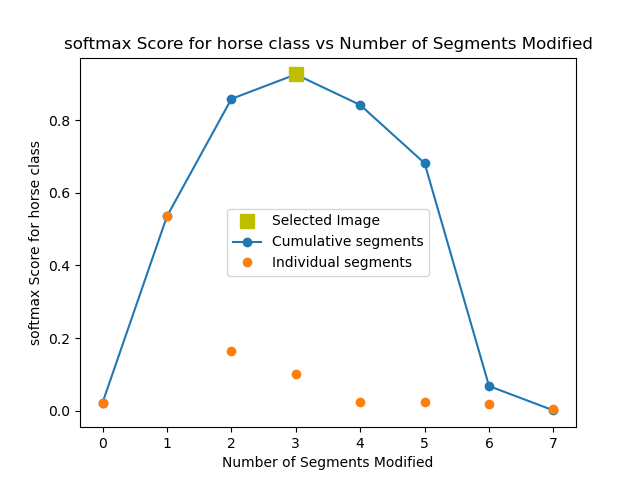 softmax Score for horse class vs Number of Segments Modified
softmax Score for horse class
0.8
0.6
0.4
0.2
0.0
Selected Image
Cumulative segments
Individual segments
0 1 2 3 4 5 6 7
Number of Segments Modified